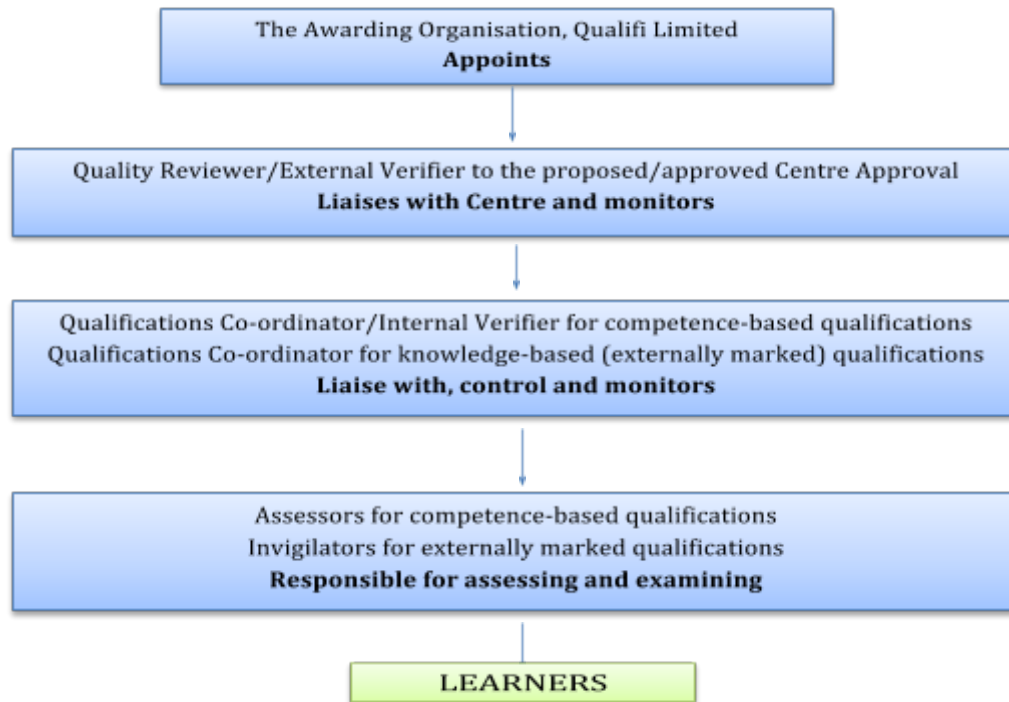 The Awarding Organisation, Qualifi Limited
Appoints
Quality Reviewer/External Verifier to the proposed/approved Centre Approval
Liaises with Centre and monitors
Qualifications Co-ordinator/Internal Verifier for competence-based qualifications
Qualifications Co-ordinator for knowledge-based (externally marked) qualifications
Liaise with, control and monitors
Assessors for competence-based qualifications
Invigilators for externally marked qualifications
Responsible for assessing and examining
LEARNERS